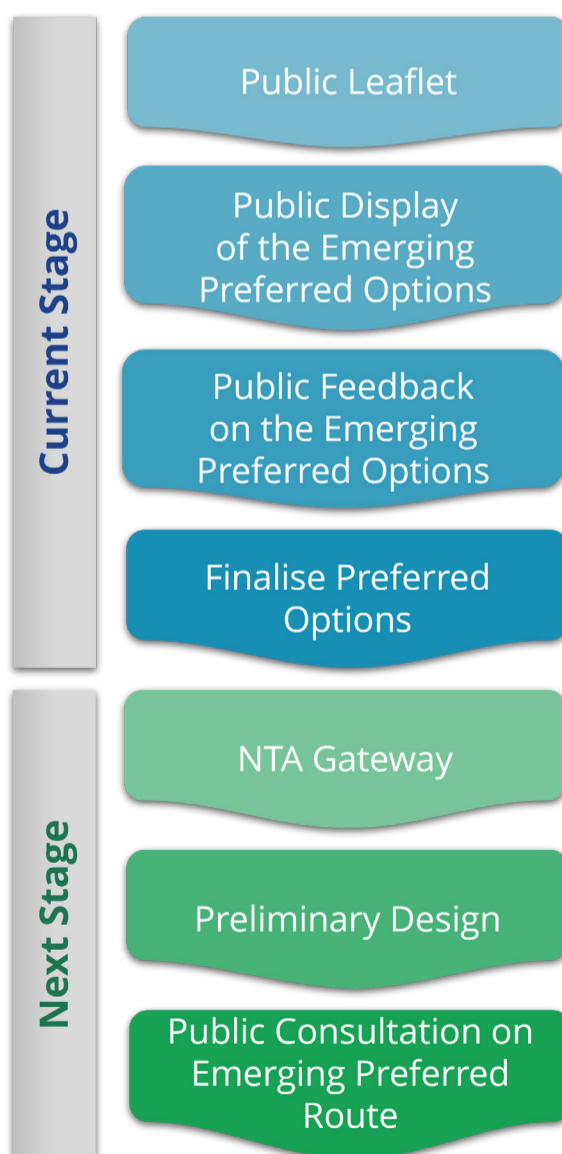 Current Stage
Public Leaflet
Public Display
of the Emerging
Preferred Options
Public Feedback
on the Emerging
Preferred Options
Finalise Preferred
Options
Next Stage
NTA Gateway
Preliminary Design
Public Consultation on
Emerging Preferred
Route